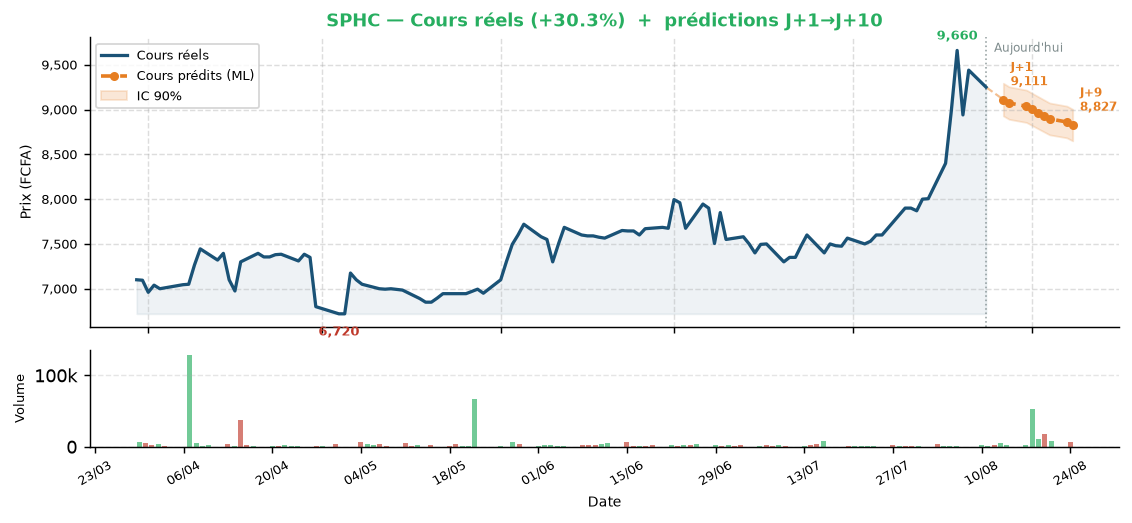 SPHC — Cours réels (+30.3%)  +  prédictions J+1→J+10
Cours réels
Cours prédits (ML)
IC 90%
9,660
Aujourd'hui
J+1
9,111
J+9
8,827
6,720
Prix (FCFA)
9,500
9,000
8,500
8,000
7,500
7,000
Volume
100k
0
23/03
06/04
20/04
04/05
18/05
01/06
15/06
29/06
13/07
27/07
10/08
24/08
Date